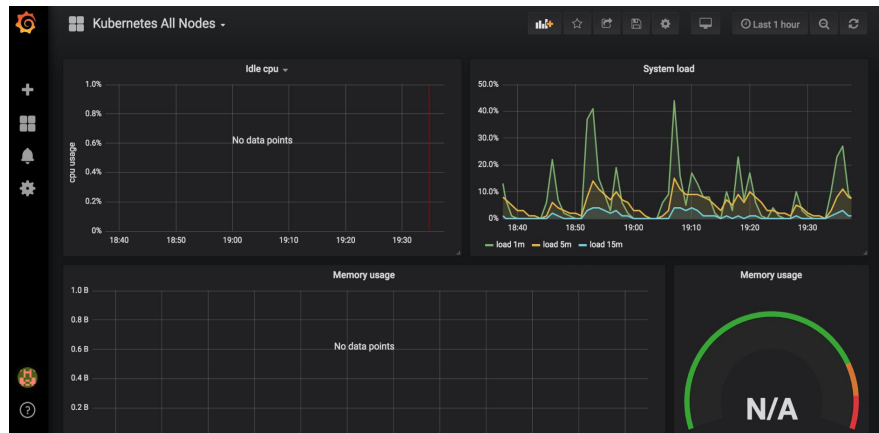 Kubernetes All Nodes
Last 1 hour
Idle cpu
1.0%
0.8%
0.6%
0.4%
0.2%
0%
cpu usage
No data points
18:40 18:50 19:00 19:10 19:20 19:30
System load
50.0%
40.0%
30.0%
20.0%
10.0%
0%
18:40 18:50 19:00 19:10 19:20 19:30
load 1m load 5m load 15m
Memory usage
1.0 B
0.8 B
0.6 B
0.4 B
0.2 B
No data points
Memory usage
N/A